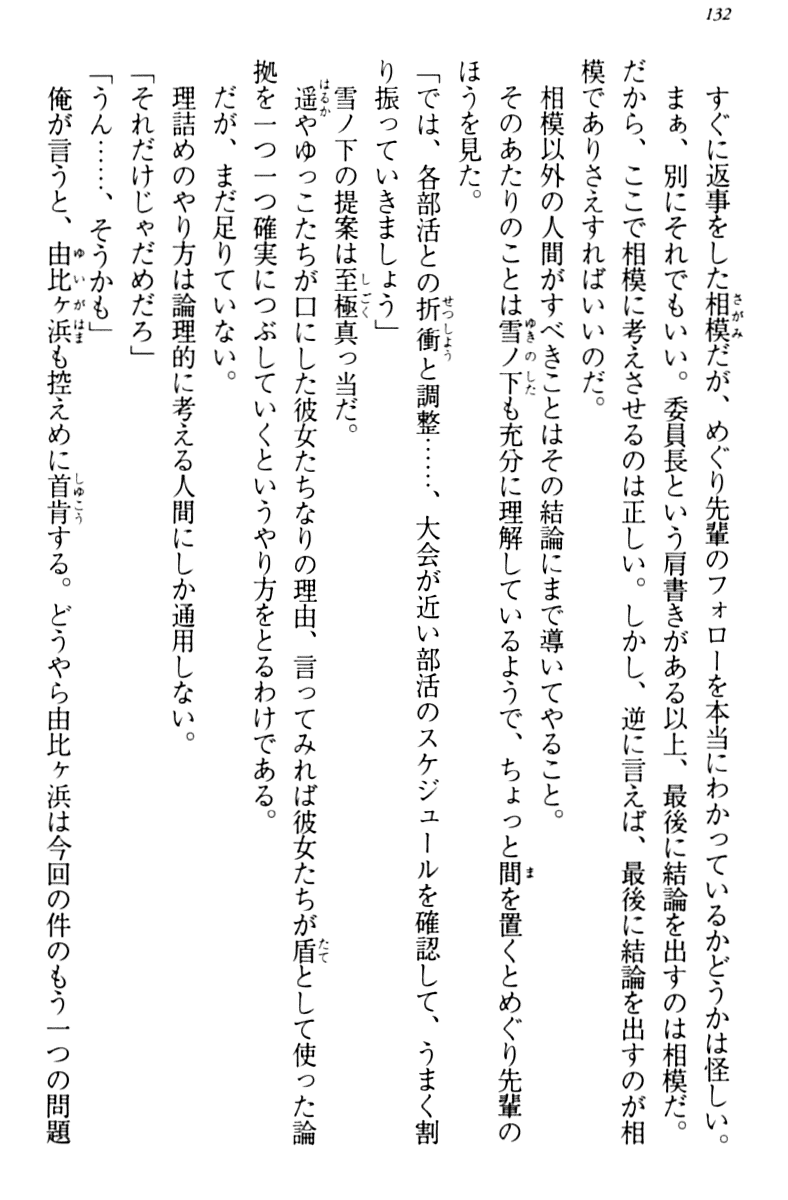 132
すぐに返事をした相模だが、めぐり先輩のフォローを本当にわかっているかどうかは怪しい。
まぁ、別にそれでもいい。委員長という肩書きがある以上、最後に結論を出すのは相模だ。
だから、ここで相模に考えさせるのは正しい。しかし、逆に言えば、最後に結論を出すのが相
模でありさえすればいいのだ。
相模以外の人間がすべきことはその結論にまで導いてやること。
そのあたりのことは雪ノ下も充分に理解しているようで、ちょっと間を置くとめぐり先輩の
ほうを見た。
「では、各部活との折衝と調整……、大会が近い部活のスケジュールを確認して、うまく割
り振っていきましょう」
雪ノ下の提案は至極真っ当だ。
遥やゆっこたちが口にした彼女たちなりの理由、言ってみれば彼女たちが盾として使った論
拠を一つ一つ確実につぶしていくというやり方をとるわけである。
だが、まだ足りていない。
理詰めのやり方は論理的に考える人間にしか通用しない。
「それだけじゃだめだろ」
「うん……、そうかも」
俺が言うと、由比ヶ浜も控えめに首肯する。どうやら由比ヶ浜は今回の件のもう一つの問題